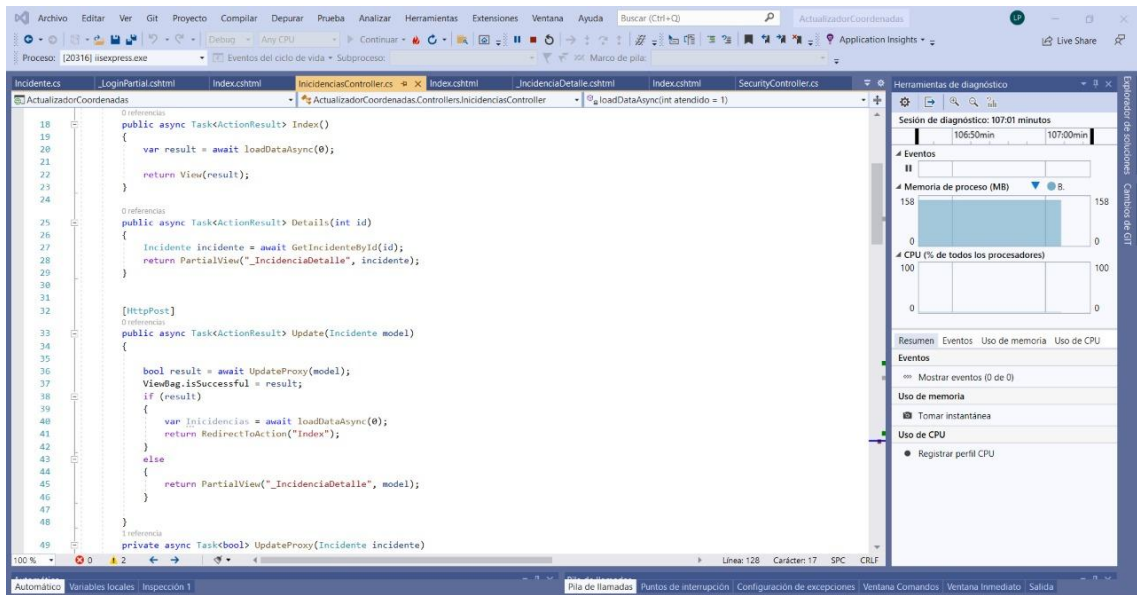 Archivo Editar Ver Git Proyecto Compilar Depurar Prueba Analizar Herramientas Extensiones Ventana Ayuda Buscar (Ctrl+Q) ActualizadorCoordenadas LP
Debug Any CPU Continuar Application Insights Live Share
Proceso: [20316] iisexpress.exe Eventos del ciclo de vida Subproceso: Marco de pila:
Incidente.cs _LoginPartial.cshtml Index.cshtml InicidenciasController.cs Index.cshtml _IncidenciaDetalle.cshtml Index.cshtml SecurityController.cs
ActualizadorCoordenadas ActualizadorCoordenadas.Controllers.InicidenciasController loadDataAsync(int atendido = 1)
0 referencias
18 public async Task<ActionResult> Index()
19 {
20 var result = await loadDataAsync(0);
21
22 return View(result);
23 }
24
0 referencias
25 public async Task<ActionResult> Details(int id)
26 {
27 Incidente incidente = await GetIncidenteById(id);
28 return PartialView("_IncidenciaDetalle", incidente);
29 }
30
31
32 [HttpPost]
0 referencias
33 public async Task<ActionResult> Update(Incidente model)
34 {
35
36 bool result = await UpdateProxy(model);
37 ViewBag.isSuccessful = result;
38 if (result)
39 {
40 var Inicidencias = await loadDataAsync(0);
41 return RedirectToAction("Index");
42 }
43 else
44 {
45 return PartialView("_IncidenciaDetalle", model);
46 }
47
48 }
1 referencia
49 private async Task<bool> UpdateProxy(Incidente incidente)
100 % 0 2 Línea: 128 Carácter: 17 SPC CRLF
Herramientas de diagnóstico
Sesión de diagnóstico: 107:01 minutos
106:50min 107:00min
Eventos
Memoria de proceso (MB) B.
158 158
0 0
CPU (% de todos los procesadores)
100 100
0 0
Resumen Eventos Uso de memoria Uso de CPU
Eventos
Mostrar eventos (0 de 0)
Uso de memoria
Tomar instantánea
Uso de CPU
Registrar perfil CPU
Explorador de soluciones
Cambios de GIT
Automático Variables locales Inspección 1
Pila de llamadas Puntos de interrupción Configuración de excepciones Ventana Comandos Ventana Inmediato Salida